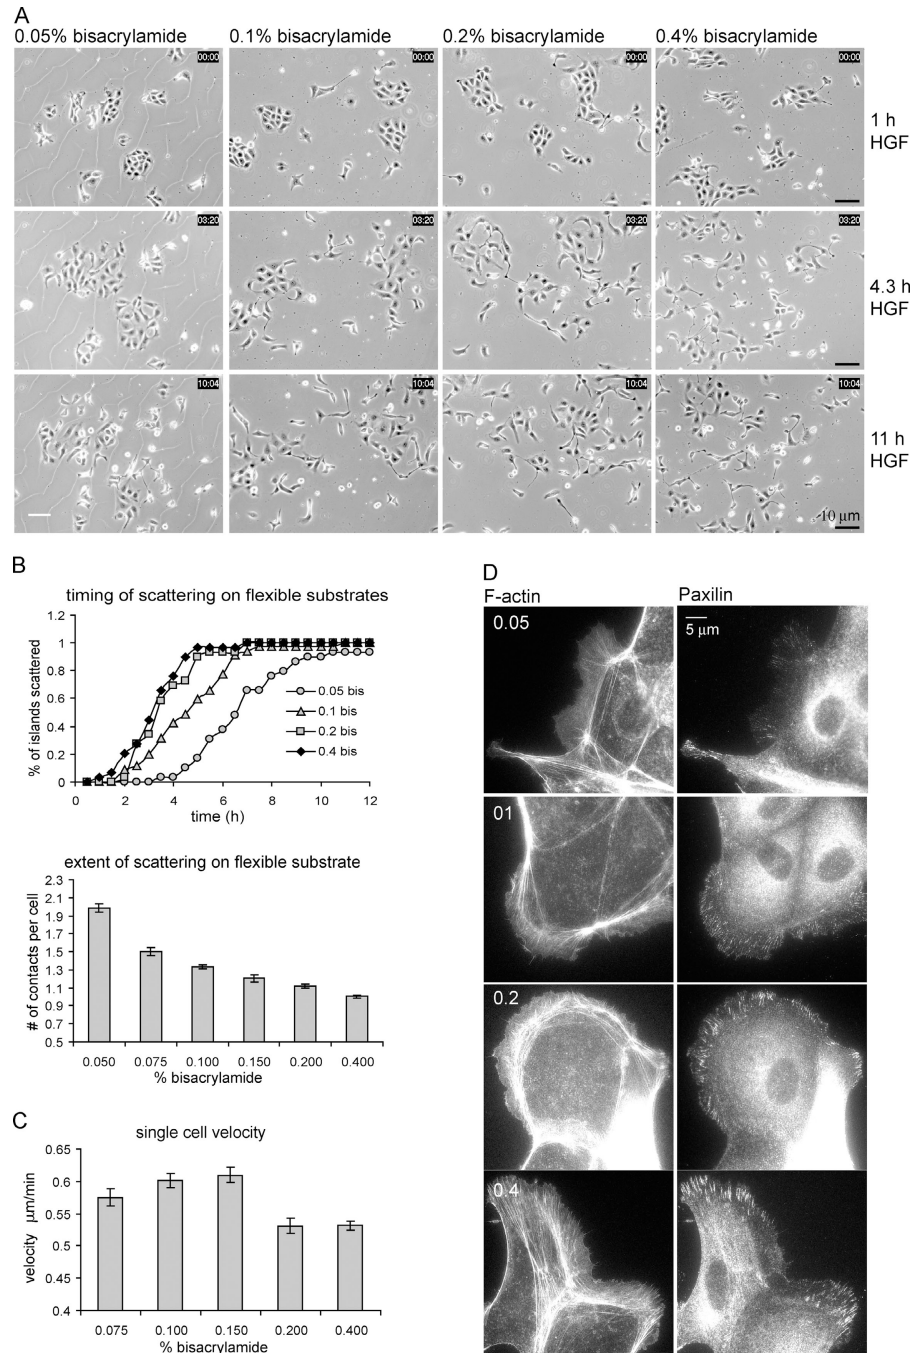 A
0.05% bisacrylamide 0.1% bisacrylamide 0.2% bisacrylamide 0.4% bisacrylamide
00:00 00:00 00:00 00:00
1 h
HGF
03:20 03:20 03:20 03:20
4.3 h
HGF
10:04 10:04 10:04 10:04
11 h
HGF
10 µm
B
timing of scattering on flexible substrates
% of islands scattered
1.2
1
0.8
0.6
0.4
0.2
0
0.05 bis
0.1 bis
0.2 bis
0.4 bis
0 2 4 6 8 10 12
time (h)
extent of scattering on flexible substrate
# of contacts per cell
2.3
2.1
1.9
1.7
1.5
1.3
1.1
0.9
0.7
0.5
0.050 0.075 0.100 0.150 0.200 0.400
% bisacrylamide
C
single cell velocity
velocity µm/min
0.65
0.6
0.55
0.5
0.45
0.4
0.075 0.100 0.150 0.200 0.400
% bisacrylamide
D
F-actin Paxilin
0.05
5 µm
01
0.2
0.4